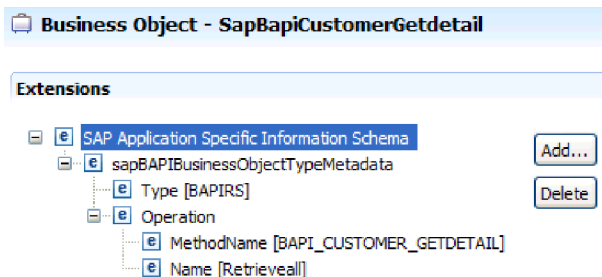 Business Object - SapBapiCustomerGetdetail
Extensions
SAP Application Specific Information Schema
Add...
sapBAPIBusinessObjectTypeMetadata
Type [BAPIRS]
Delete
Operation
MethodName [BAPI_CUSTOMER_GETDETAIL]
Name [Retrieveall]